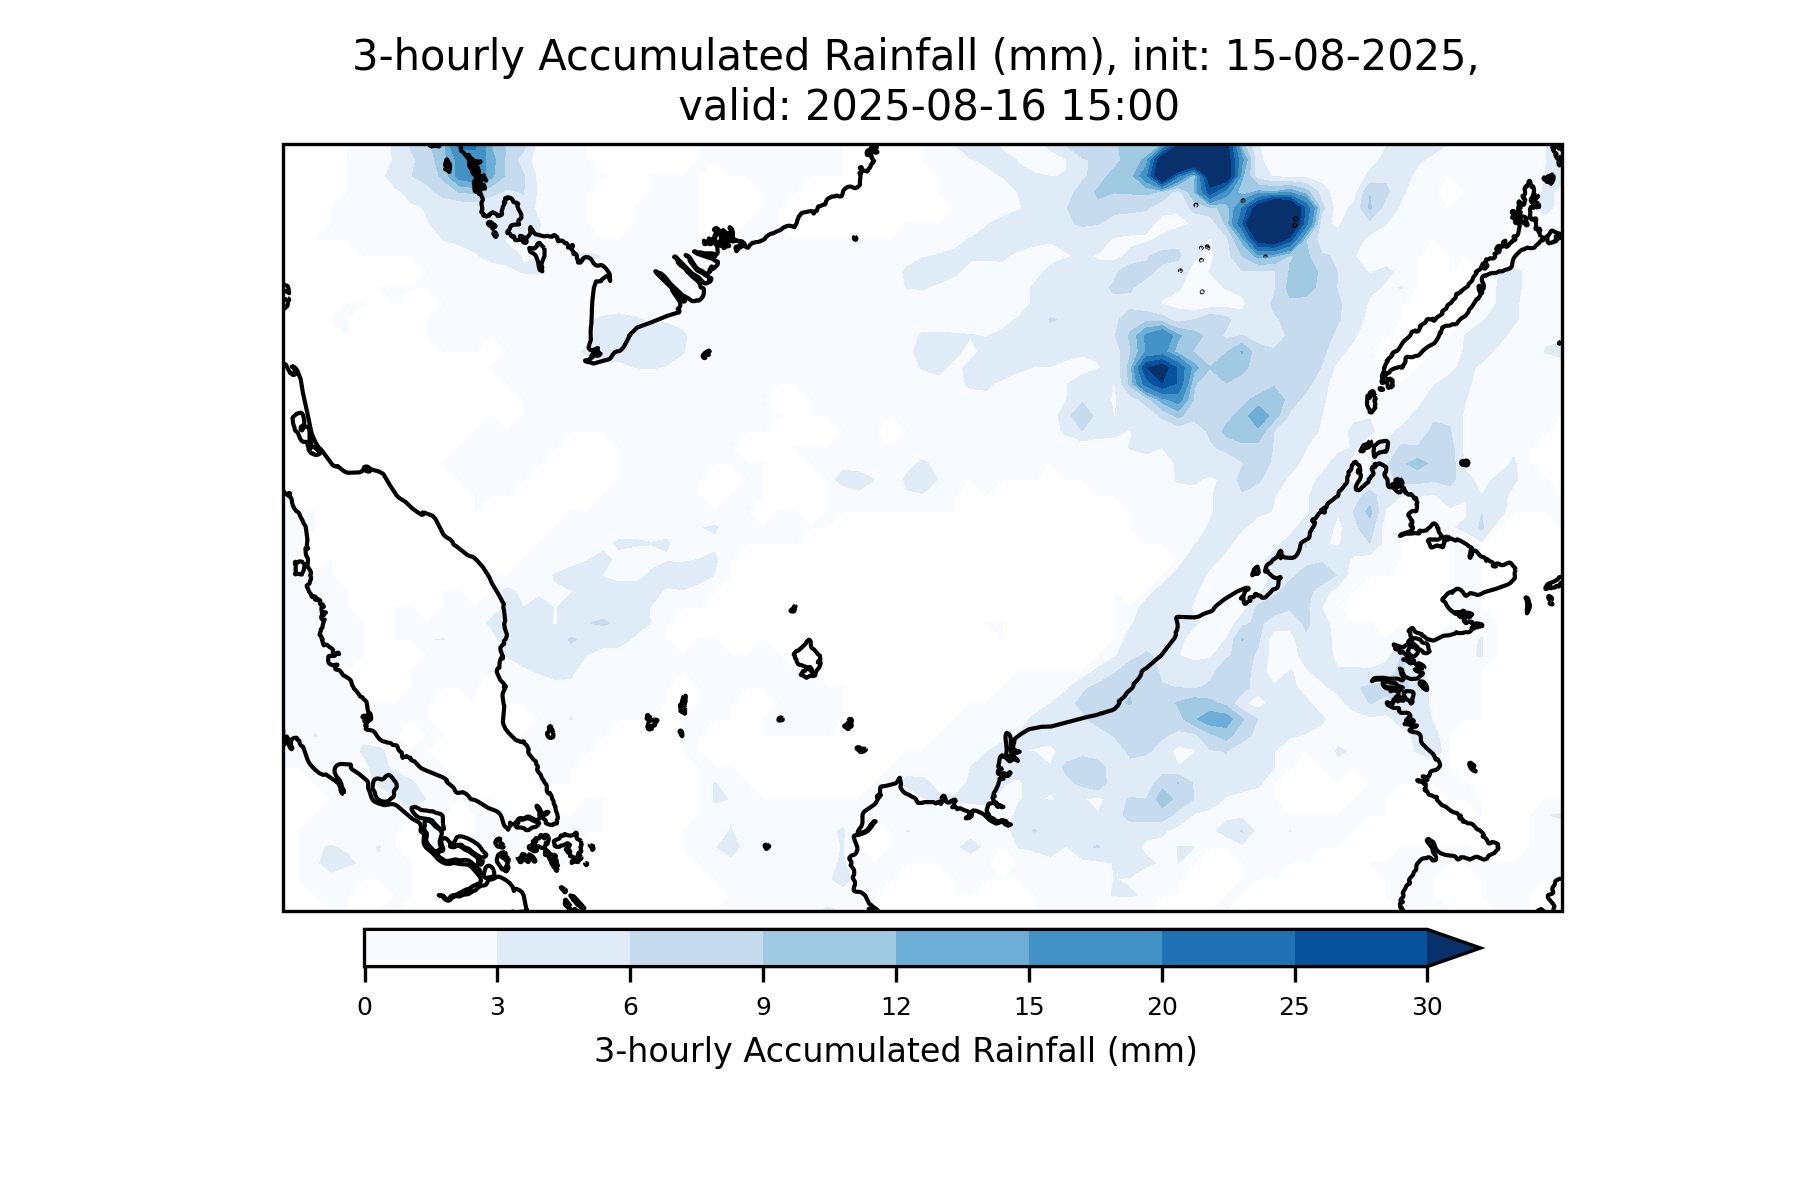 3-hourly Accumulated Rainfall (mm), init: 15-08-2025,
valid: 2025-08-16 15:00
0 3 6 9 12 15 20 25 30
3-hourly Accumulated Rainfall (mm)